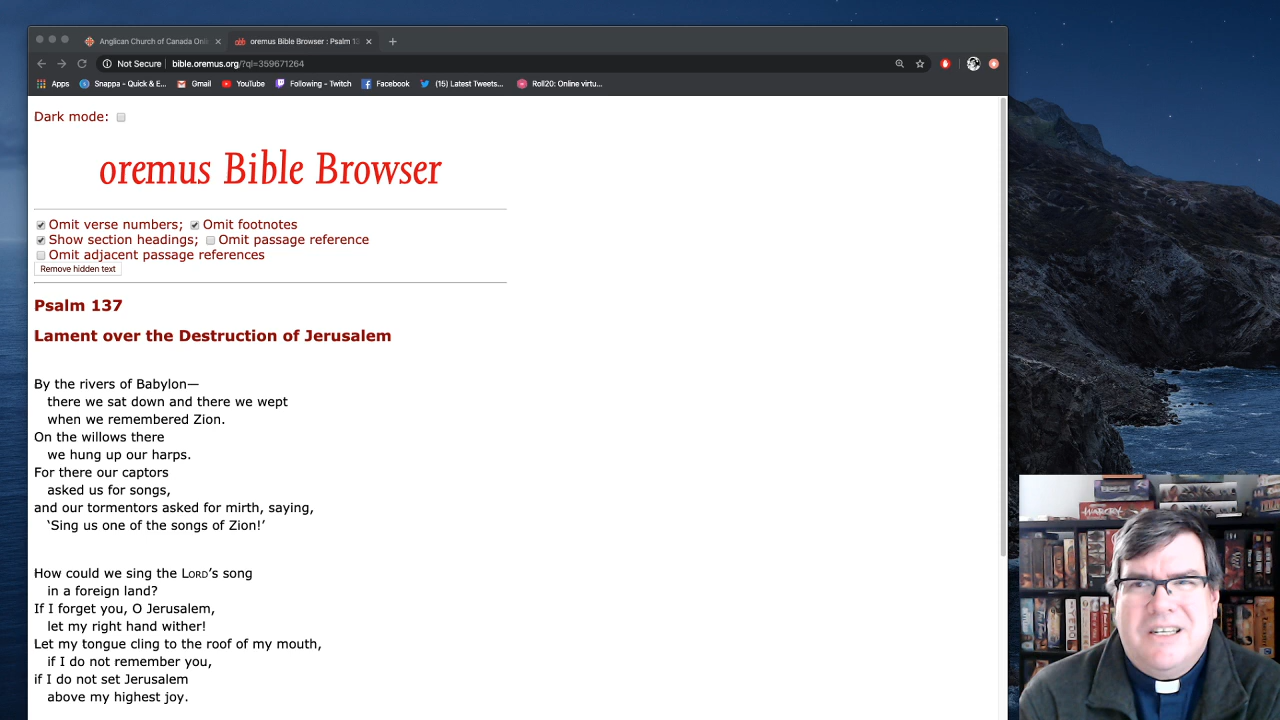 Anglican Church of Canada Onli
oremus Bible Browser : Psalm 13
Not Secure
bible.oremus.org/?ql=359671264
Apps
Snappa - Quick & E...
Gmail
YouTube
Following - Twitch
Facebook
(15) Latest Tweets...
Roll20: Online virtu...
Dark mode:
oremus Bible Browser
Omit verse numbers; Omit footnotes
Show section headings; Omit passage reference
Omit adjacent passage references
Remove hidden text
Psalm 137
Lament over the Destruction of Jerusalem
By the rivers of Babylon—
there we sat down and there we wept
when we remembered Zion.
On the willows there
we hung up our harps.
For there our captors
asked us for songs,
and our tormentors asked for mirth, saying,
‘Sing us one of the songs of Zion!’
How could we sing the LORD’s song
in a foreign land?
If I forget you, O Jerusalem,
let my right hand wither!
Let my tongue cling to the roof of my mouth,
if I do not remember you,
if I do not set Jerusalem
above my highest joy.
WARCRY